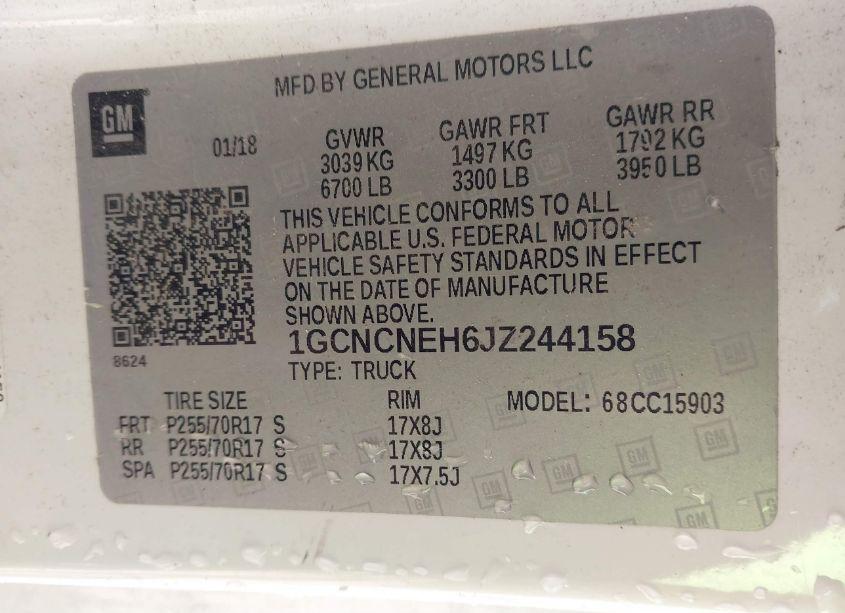 MFD BY GENERAL MOTORS LLC
GM
01/18
GVWR GAWR FRT GAWR RR
3039 KG 1497 KG 1792 KG
6700 LB 3300 LB 3950 LB
THIS VEHICLE CONFORMS TO ALL
APPLICABLE U.S. FEDERAL MOTOR
VEHICLE SAFETY STANDARDS IN EFFECT
ON THE DATE OF MANUFACTURE
SHOWN ABOVE.
1GCNCNEH6JZ244158
8624
TYPE: TRUCK
TIRE SIZE RIM MODEL: 68CC15903
FRT P255/70R17 S 17X8J
RR P255/70R17 S 17X8J
SPA P255/70R17 S 17X7.5J